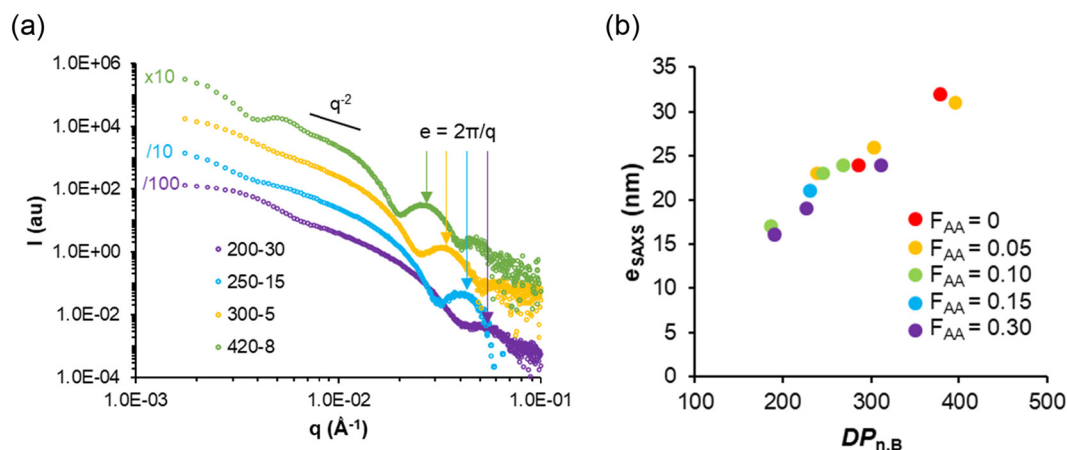 (a)
1.0E+06
1.0E+04
1.0E+02
1.0E+00
1.0E-02
1.0E-04
I (au)
x10
/10
/100
q-2
e = 2π/q
200-30
250-15
300-5
420-8
1.0E-03
1.0E-02
1.0E-01
q (Å-1)
(b)
35
30
25
20
15
10
5
0
eSAXS (nm)
FAA = 0
FAA = 0.05
FAA = 0.10
FAA = 0.15
FAA = 0.30
100
200
300
400
500
DPn,B